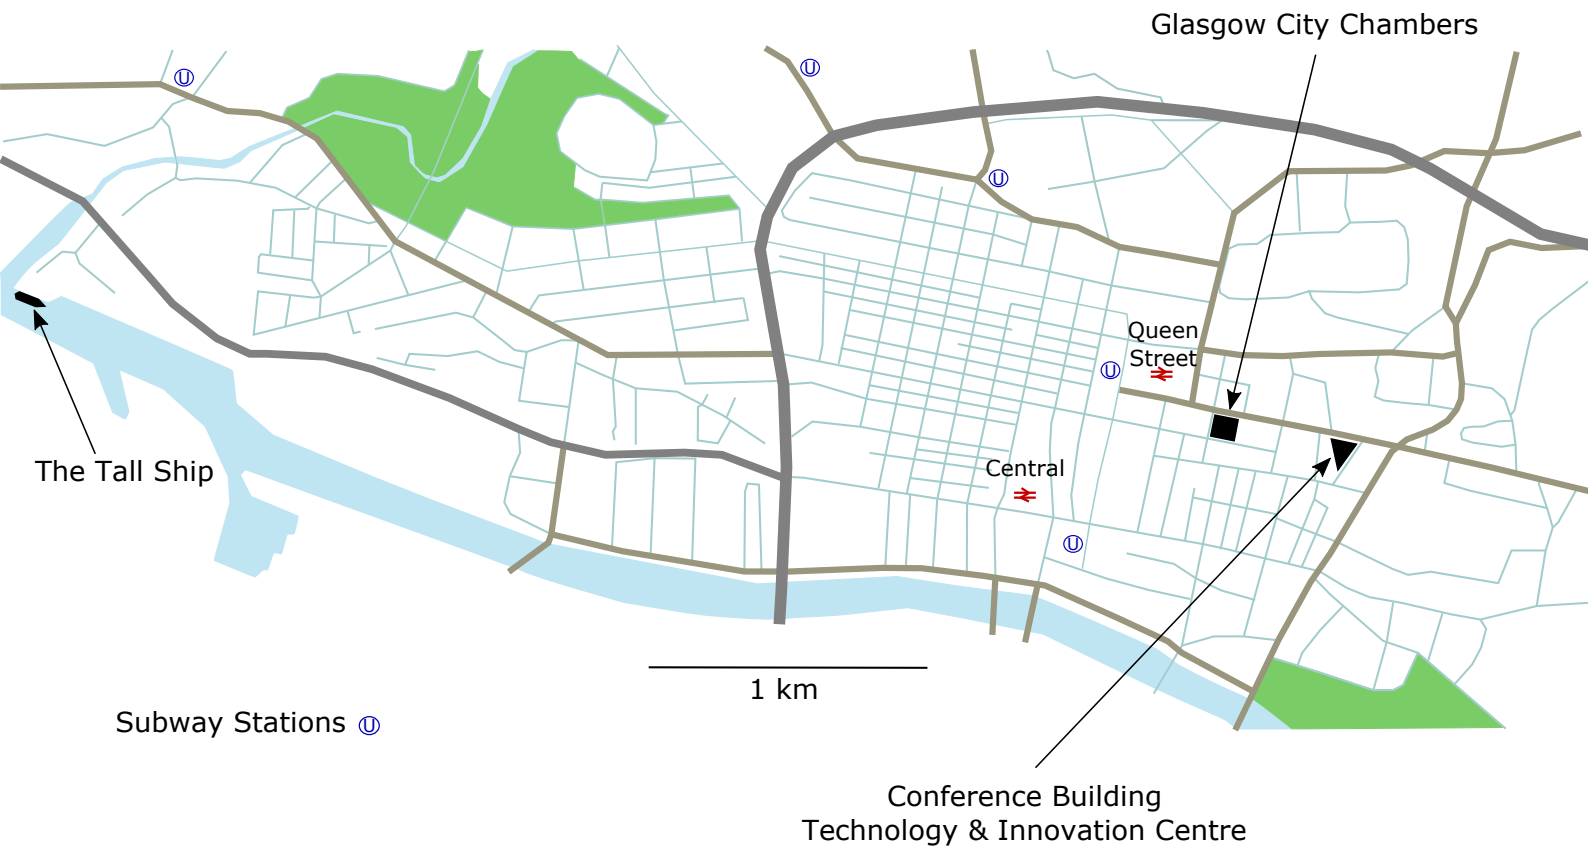 Glasgow City Chambers
Queen
Street
Central
The Tall Ship
1 km
Subway Stations U
Conference Building
Technology & Innovation Centre
U
U
U
U
U